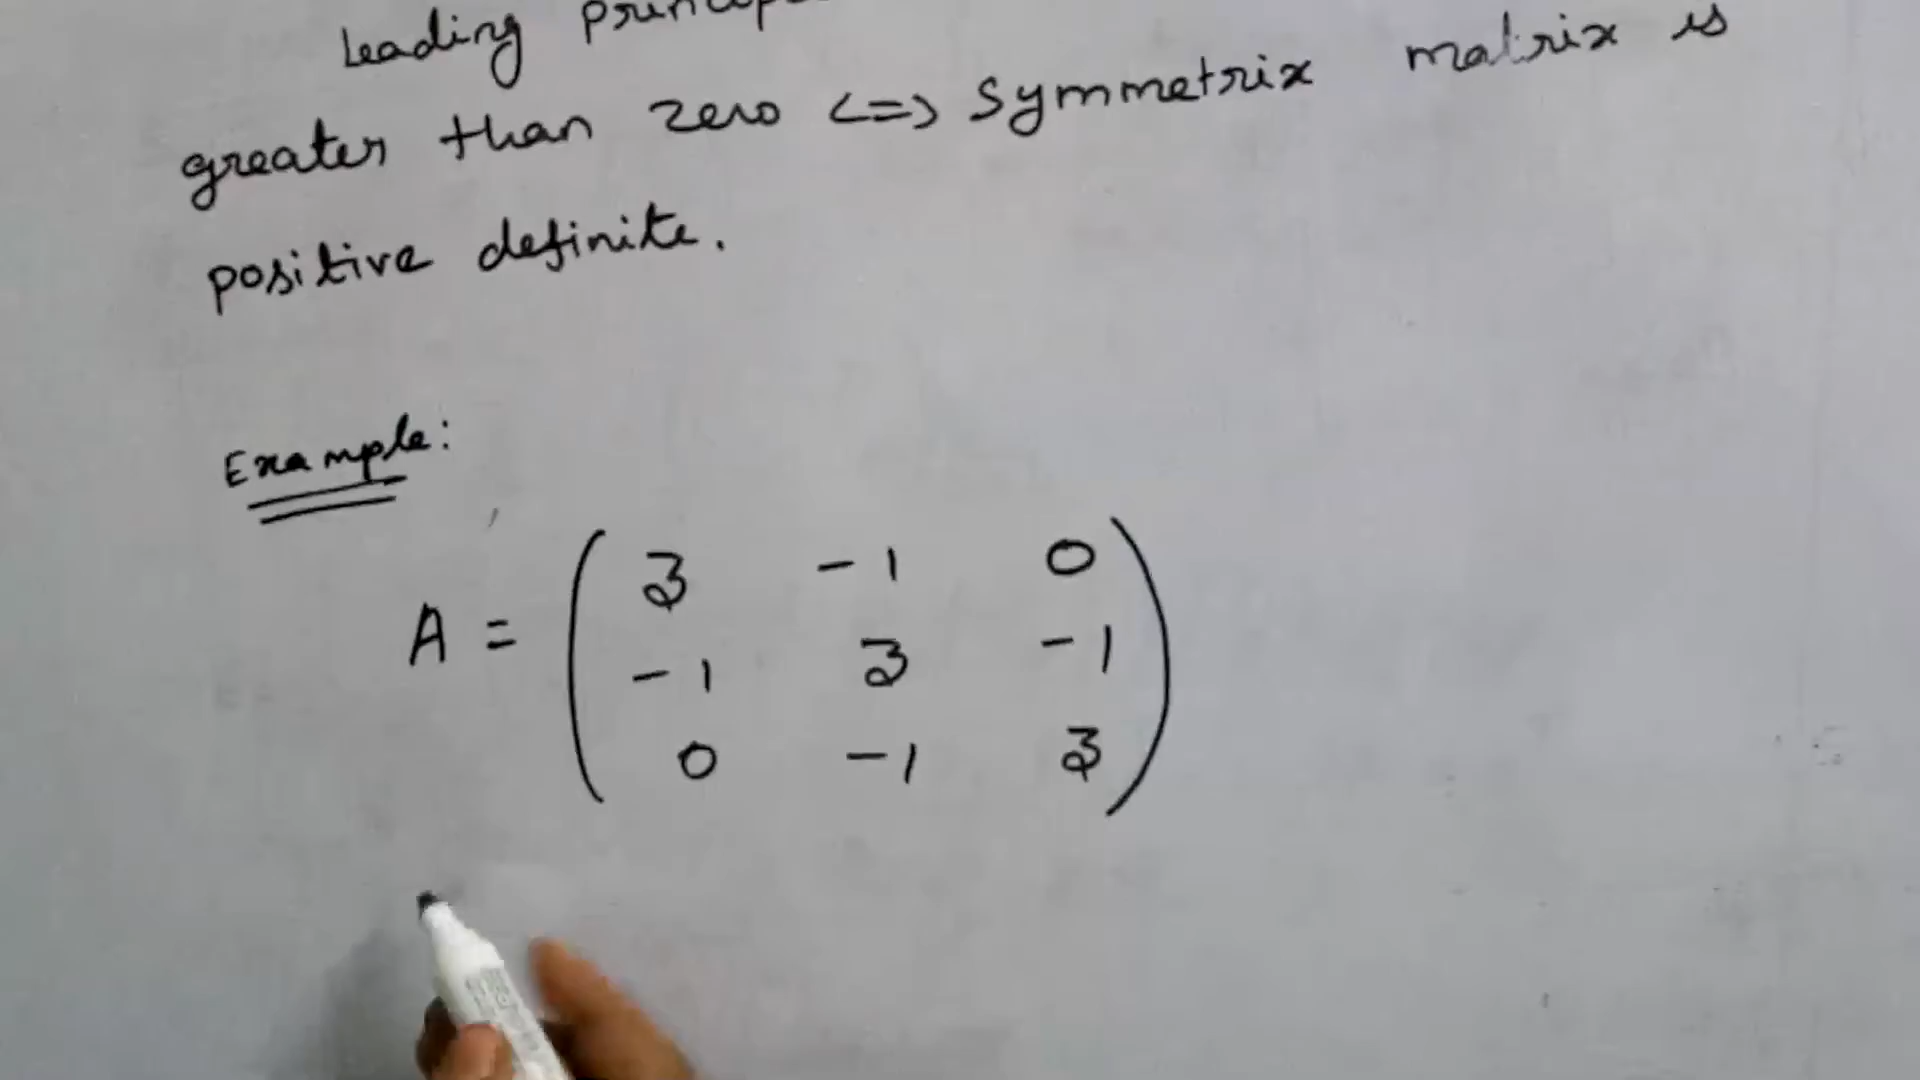 Leading
greater than zero <=> Symmetrix matrix is
positive definite.
Example:
A = ( 3 -1 0
-1 3 -1
0 -1 3 )